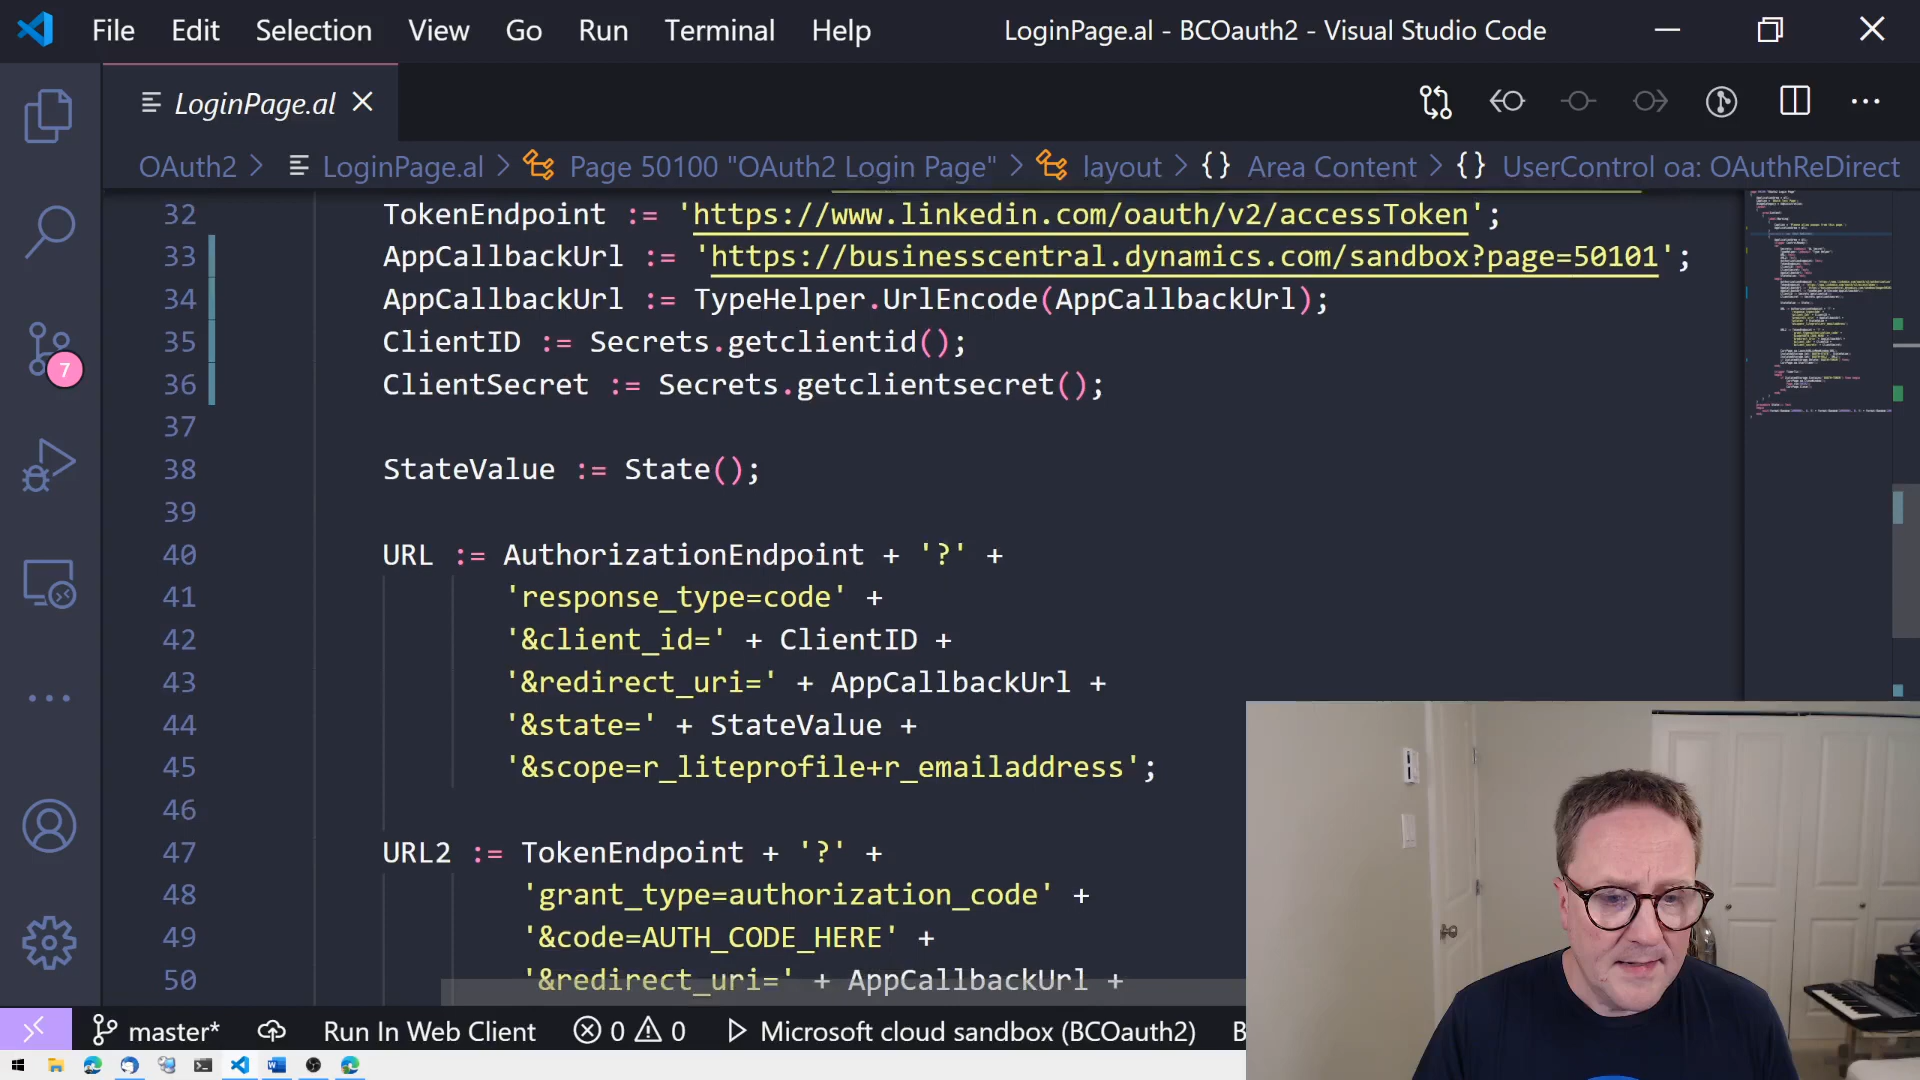 File Edit Selection View Go Run Terminal Help LoginPage.al - BCOauth2 - Visual Studio Code
LoginPage.al
OAuth2 > LoginPage.al > Page 50100 "OAuth2 Login Page" > layout > {} Area Content > {} UserControl oa: OAuthReDirect
32 TokenEndpoint := 'https://www.linkedin.com/oauth/v2/accessToken';
33 AppCallbackUrl := 'https://businesscentral.dynamics.com/sandbox?page=50101';
34 AppCallbackUrl := TypeHelper.UrlEncode(AppCallbackUrl);
35 ClientID := Secrets.getclientid();
36 ClientSecret := Secrets.getclientsecret();
37
38 StateValue := State();
39
40 URL := AuthorizationEndpoint + '?' +
41 'response_type=code' +
42 '&client_id=' + ClientID +
43 '&redirect_uri=' + AppCallbackUrl +
44 '&state=' + StateValue +
45 '&scope=r_liteprofile+r_emailaddress';
46
47 URL2 := TokenEndpoint + '?' +
48 'grant_type=authorization_code' +
49 '&code=AUTH_CODE_HERE' +
50 '&redirect_uri=' + AppCallbackUrl +
7
master* Run In Web Client 0 0 Microsoft cloud sandbox (BCOauth2)